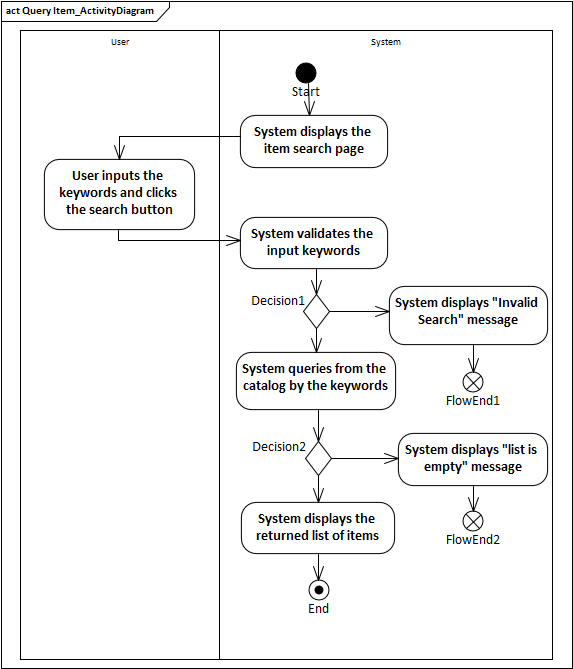 act Query Item_ActivityDiagram
User
System
Start
System displays the
item search page
User inputs the
keywords and clicks
the search button
System validates the
input keywords
Decision1
System displays "Invalid
Search" message
FlowEnd1
System queries from the
catalog by the keywords
Decision2
System displays "list is
empty" message
FlowEnd2
System displays the
returned list of items
End